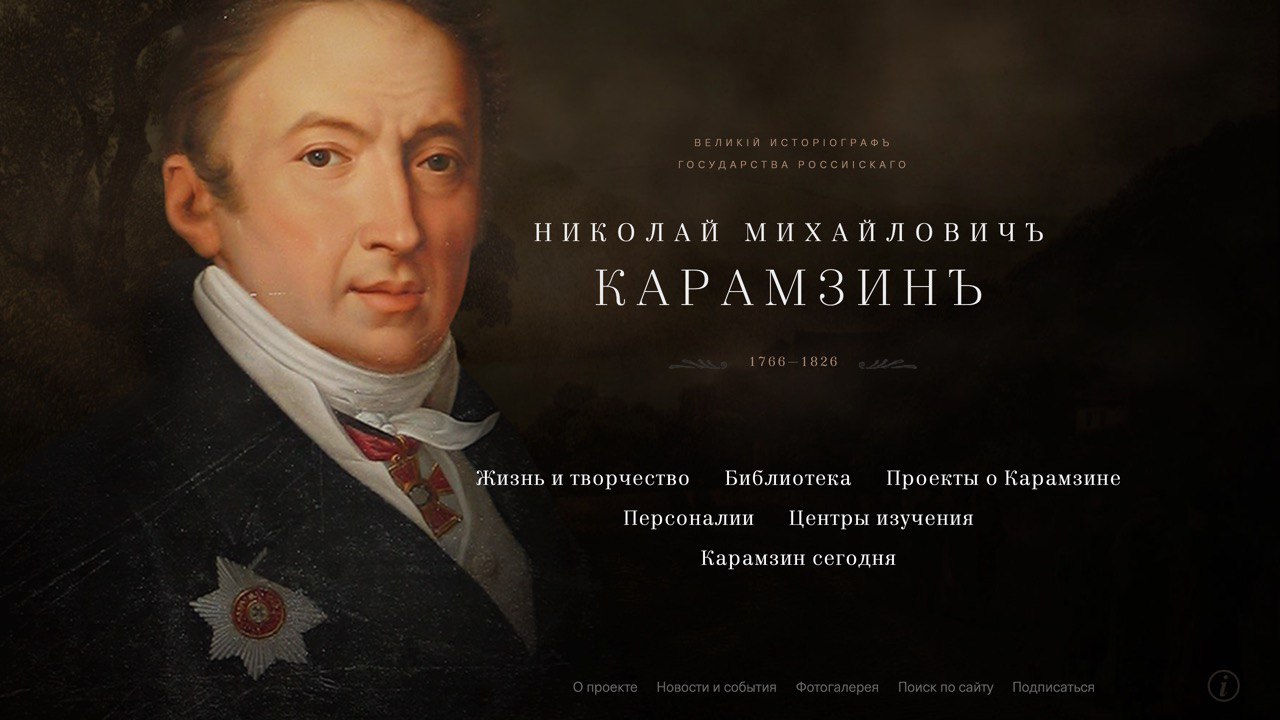 ВЕЛИКІЙ ИСТОРІОГРАФЪ
ГОСУДАРСТВА РОССИІСКАГО
НИКОЛАЙ МИХАЙЛОВИЧЪ
КАРАМЗИНЪ
1766–1826
Жизнь и творчество Библиотека Проекты о Карамзине
Персоналии Центры изучения
Карамзин сегодня
О проекте Новости и события Фотогалерея Поиск по сайту Подписаться
i